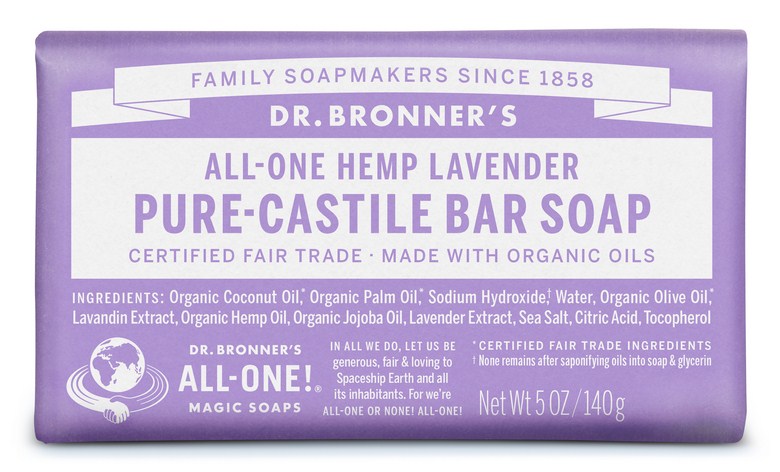 FAMILY SOAPMAKERS SINCE 1858
DR. BRONNER'S
ALL-ONE HEMP LAVENDER
PURE-CASTILE BAR SOAP
CERTIFIED FAIR TRADE · MADE WITH ORGANIC OILS
INGREDIENTS: Organic Coconut Oil,* Organic Palm Oil,* Sodium Hydroxide,† Water, Organic Olive Oil,*
Lavandin Extract, Organic Hemp Oil, Organic Jojoba Oil, Lavender Extract, Sea Salt, Citric Acid, Tocopherol
DR. BRONNER'S
ALL-ONE!®
MAGIC SOAPS
IN ALL WE DO, LET US BE
generous, fair & loving to
Spaceship Earth and all
its inhabitants. For we're
ALL-ONE OR NONE! ALL-ONE!
*CERTIFIED FAIR TRADE INGREDIENTS
† None remains after saponifying oils into soap & glycerin
Net Wt 5 OZ/140g